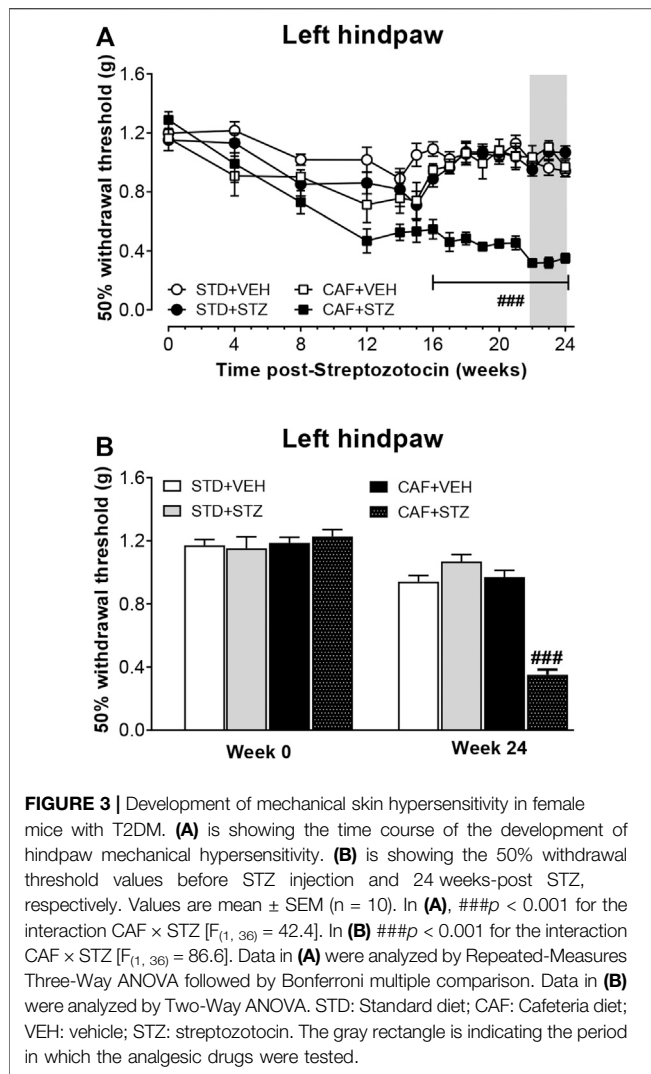 A
Left hindpaw
50% withdrawal threshold (g)
1.6
1.2
0.8
0.4
0.0
STD+VEH
CAF+VEH
STD+STZ
CAF+STZ
###
0 4 8 12 16 20 24
Time post-Streptozotocin (weeks)
B
Left hindpaw
50% withdrawal threshold (g)
1.6
1.2
0.8
0.4
0.0
STD+VEH
CAF+VEH
STD+STZ
CAF+STZ
###
Week 0
Week 24
FIGURE 3 | Development of mechanical skin hypersensitivity in female
mice with T2DM. (A) is showing the time course of the development of
hindpaw mechanical hypersensitivity. (B) is showing the 50% withdrawal
threshold values before STZ injection and 24 weeks-post STZ,
respectively. Values are mean ± SEM (n = 10). In (A), ###p < 0.001 for the
interaction CAF × STZ [F(1, 36) = 42.4]. In (B) ###p < 0.001 for the interaction
CAF × STZ [F(1, 36) = 86.6]. Data in (A) were analyzed by Repeated-Measures
Three-Way ANOVA followed by Bonferroni multiple comparison. Data in (B)
were analyzed by Two-Way ANOVA. STD: Standard diet; CAF: Cafeteria diet;
VEH: vehicle; STZ: streptozotocin. The gray rectangle is indicating the period
in which the analgesic drugs were tested.